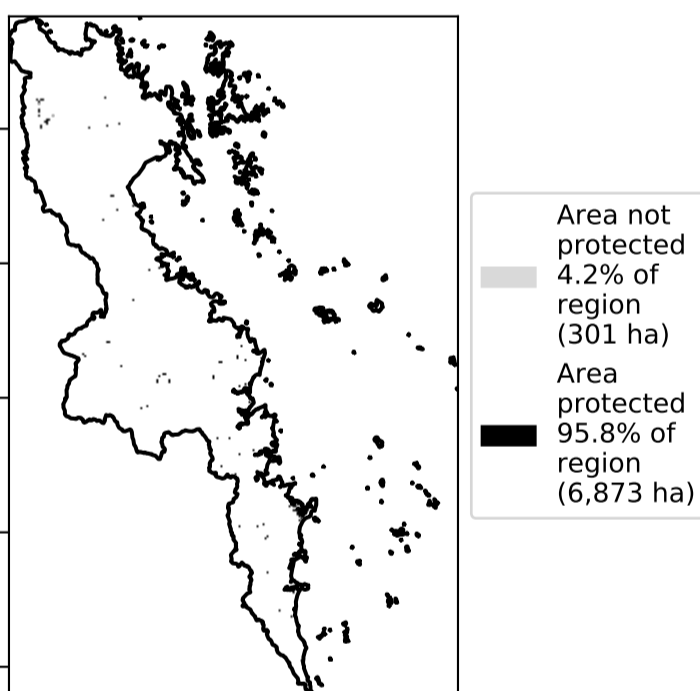 Area not
protected
4.2% of
region
(301 ha)
Area
protected
95.8% of
region
(6,873 ha)